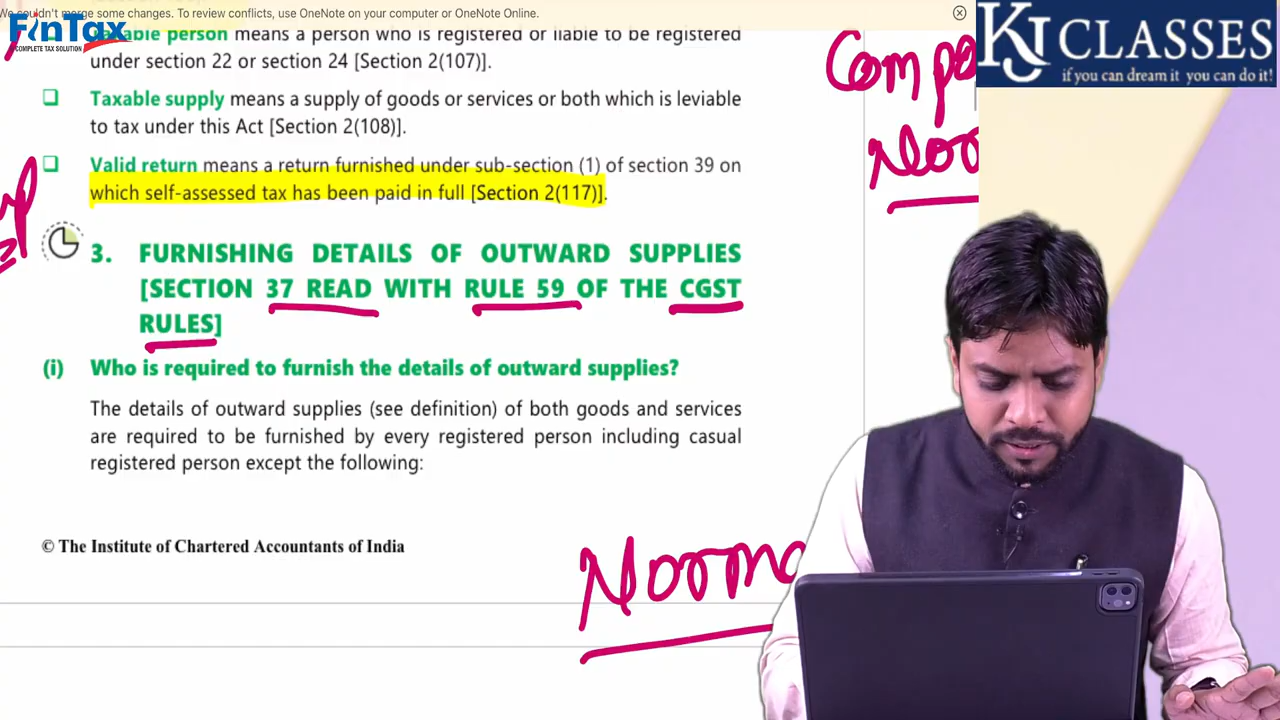 We couldn't merge some changes. To review conflicts, use OneNote on your computer or OneNote Online.
FinTax
COMPLETE TAX SOLUTION
KJ CLASSES
if you can dream it you can do it!
Taxable person means a person who is registered or liable to be registered
under section 22 or section 24 [Section 2(107)].
Taxable supply means a supply of goods or services or both which is leviable
to tax under this Act [Section 2(108)].
Valid return means a return furnished under sub-section (1) of section 39 on
which self-assessed tax has been paid in full [Section 2(117)].
3. FURNISHING DETAILS OF OUTWARD SUPPLIES
[SECTION 37 READ WITH RULE 59 OF THE CGST
RULES]
(i) Who is required to furnish the details of outward supplies?
The details of outward supplies (see definition) of both goods and services
are required to be furnished by every registered person including casual
registered person except the following:
© The Institute of Chartered Accountants of India